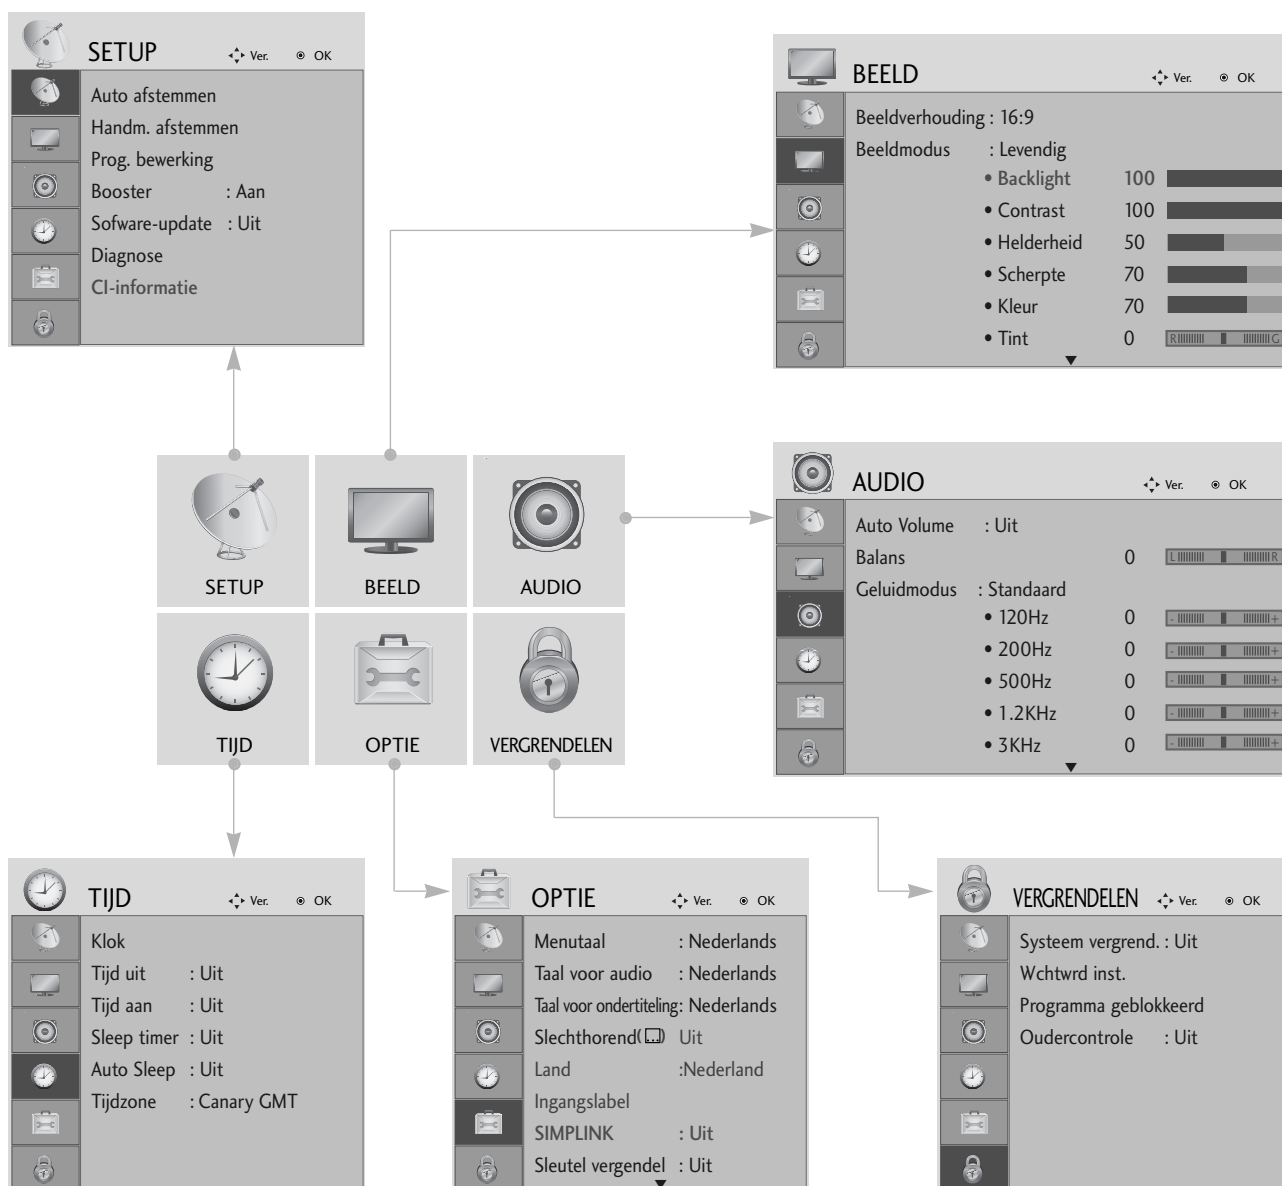 SETUP Ver. OK
Auto afstemmen
Handm. afstemmen
Prog. bewerking
Booster : Aan
Sofware-update : Uit
Diagnose
CI-informatie
BEELD Ver. OK
Beeldverhouding : 16:9
Beeldmodus : Levendig
• Backlight 100
• Contrast 100
• Helderheid 50
• Scherpte 70
• Kleur 70
• Tint 0 R G
SETUP
BEELD
AUDIO
TIJD
OPTIE
VERGRENDELEN
AUDIO Ver. OK
Auto Volume : Uit
Balans 0 L R
Geluidmodus : Standaard
• 120Hz 0 - +
• 200Hz 0 - +
• 500Hz 0 - +
• 1.2KHz 0 - +
• 3KHz 0 - +
TIJD Ver. OK
Klok
Tijd uit : Uit
Tijd aan : Uit
Sleep timer : Uit
Auto Sleep : Uit
Tijdzone : Canary GMT
OPTIE Ver. OK
Menutaal : Nederlands
Taal voor audio : Nederlands
Taal voor ondertiteling: Nederlands
Slechthorend( ) Uit
Land :Nederland
Ingangslabel
SIMPLINK : Uit
Sleutel vergendel : Uit
VERGRENDELEN Ver. OK
Systeem vergrend. : Uit
Wchtwrd inst.
Programma geblokkeerd
Oudercontrole : Uit